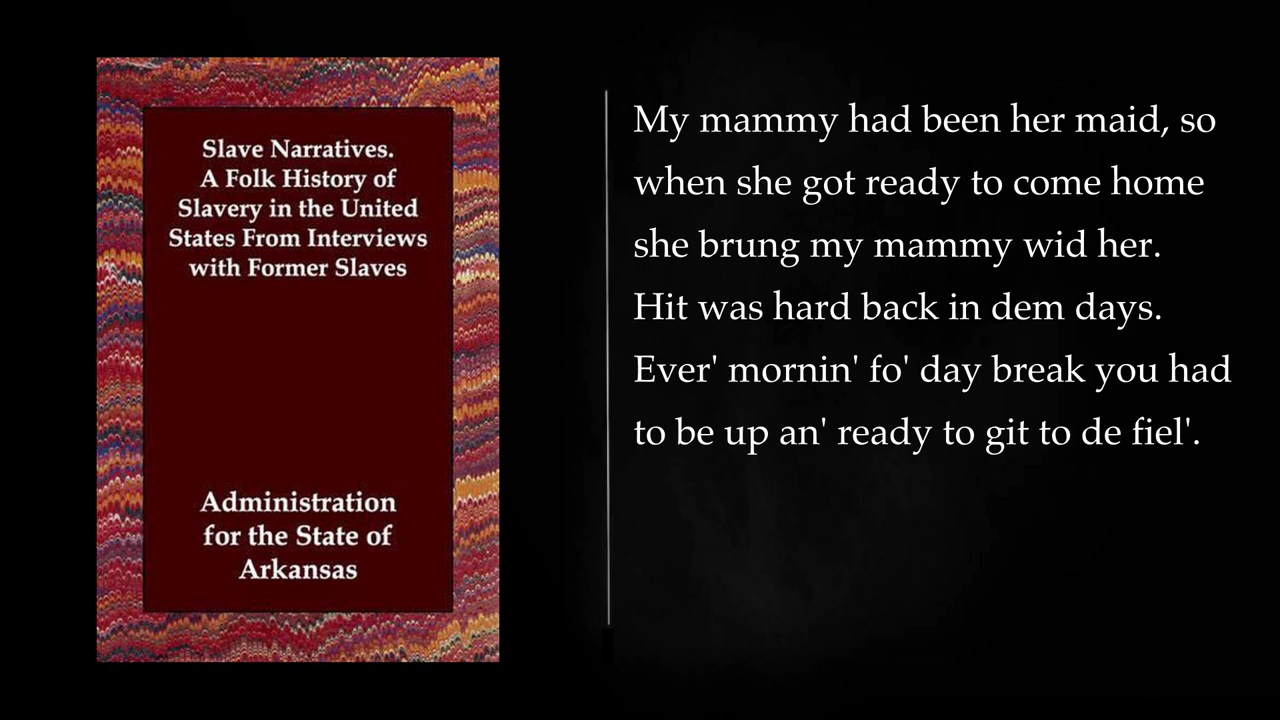 Slave Narratives.
A Folk History of
Slavery in the United
States From Interviews
with Former Slaves
Administration
for the State of
Arkansas
My mammy had been her maid, so
when she got ready to come home
she brung my mammy wid her.
Hit was hard back in dem days.
Ever' mornin' fo' day break you had
to be up an' ready to git to de fiel'.